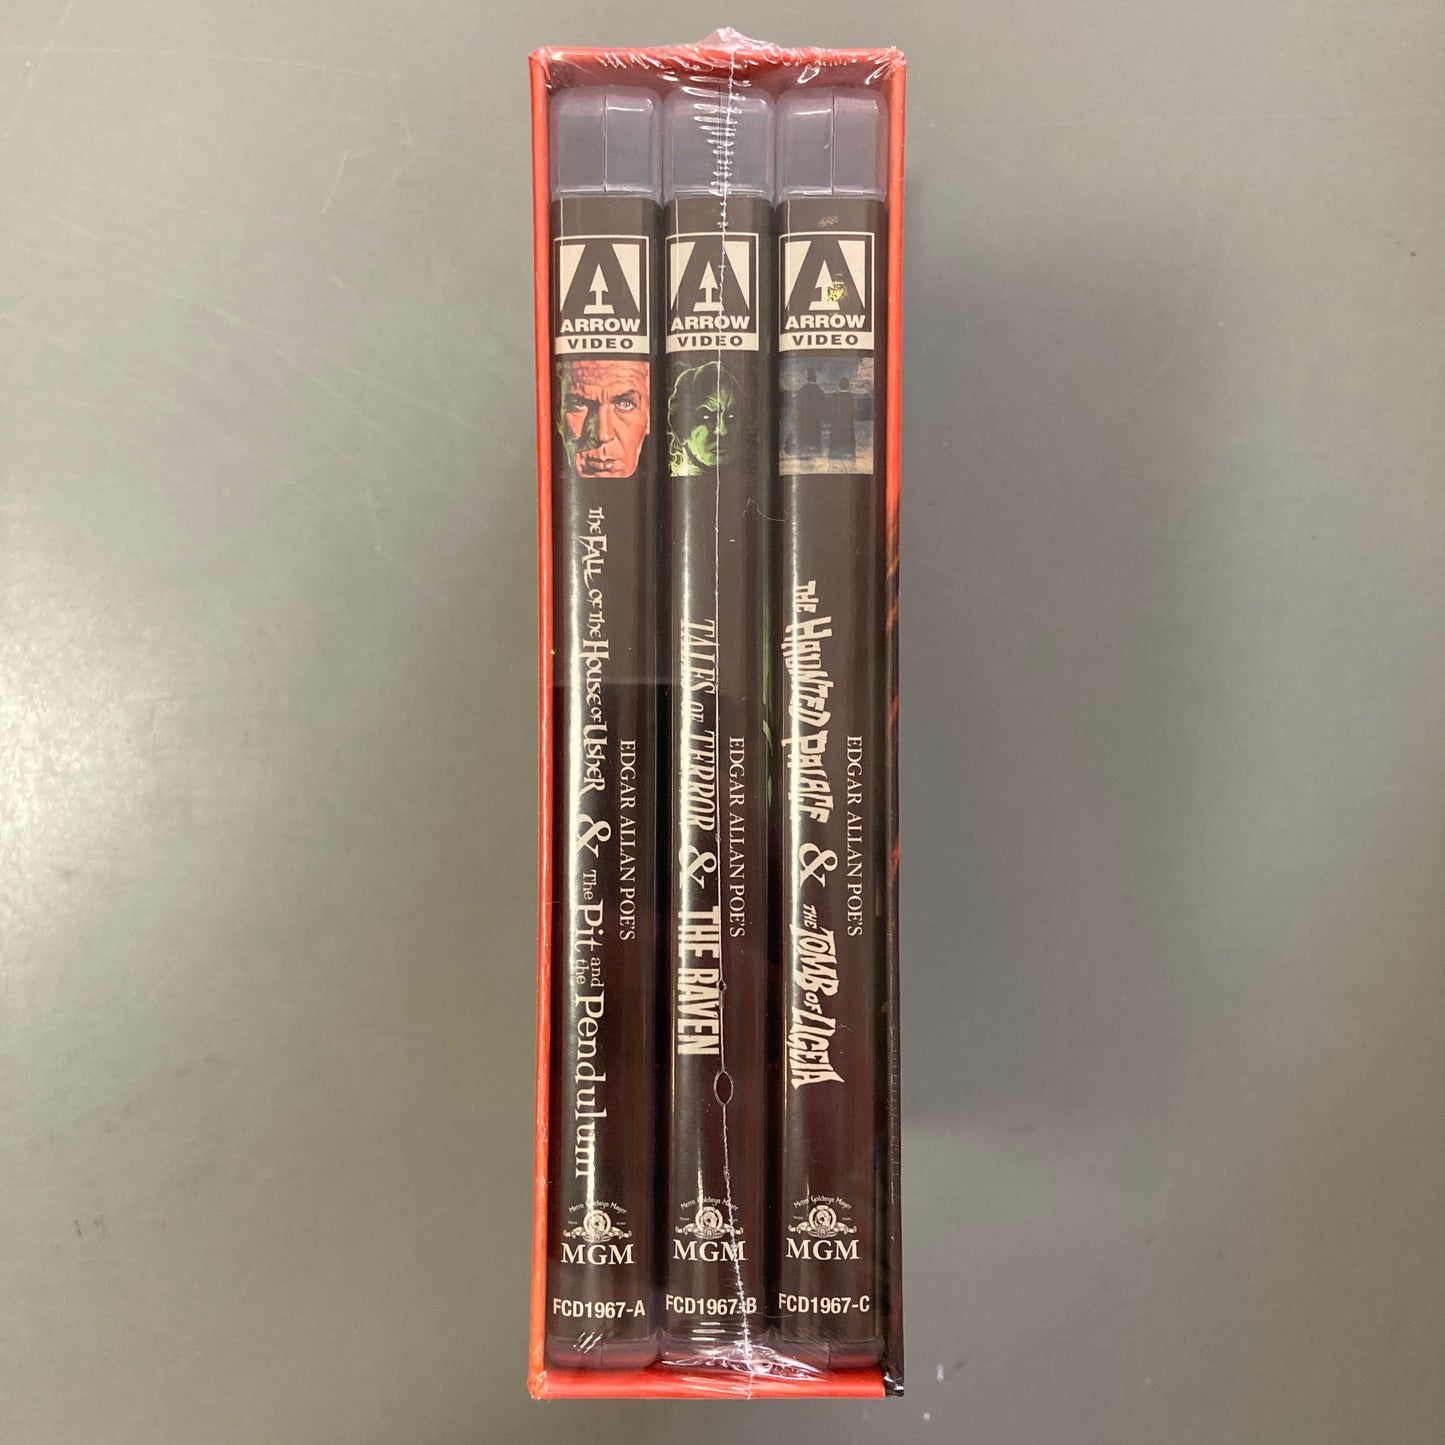 ARROW
VIDEO
EDGAR ALLAN POE'S
The FALL OF THE HOUSE OF USHER & The Pit and the Pendulum
Metro Goldwyn Mayer
MGM
FCD1967-A
ARROW
VIDEO
EDGAR ALLAN POE'S
TALES OF TERROR & THE RAVEN
Metro Goldwyn Mayer
MGM
FCD1967-B
ARROW
VIDEO
EDGAR ALLAN POE'S
THE HAUNTED PALACE & THE TOMB OF LIGEIA
Metro Goldwyn Mayer
MGM
FCD1967-C